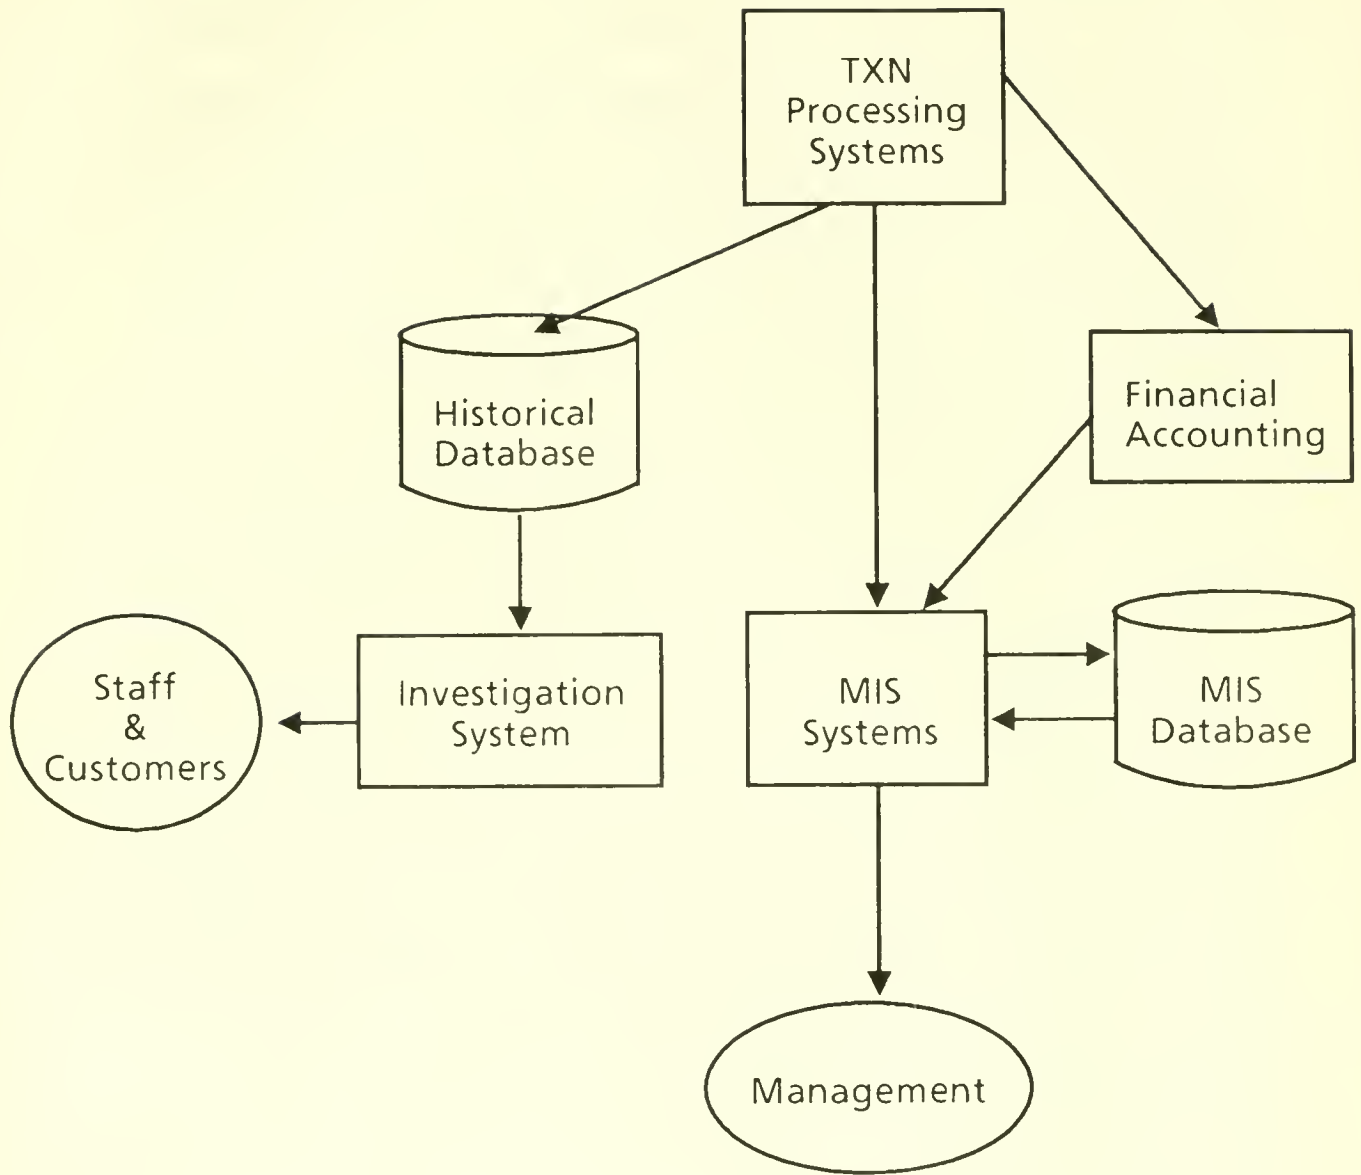 TXN
Processing
Systems
Historical
Database
Financial
Accounting
Staff
&
Customers
Investigation
System
MIS
Systems
MIS
Database
Management